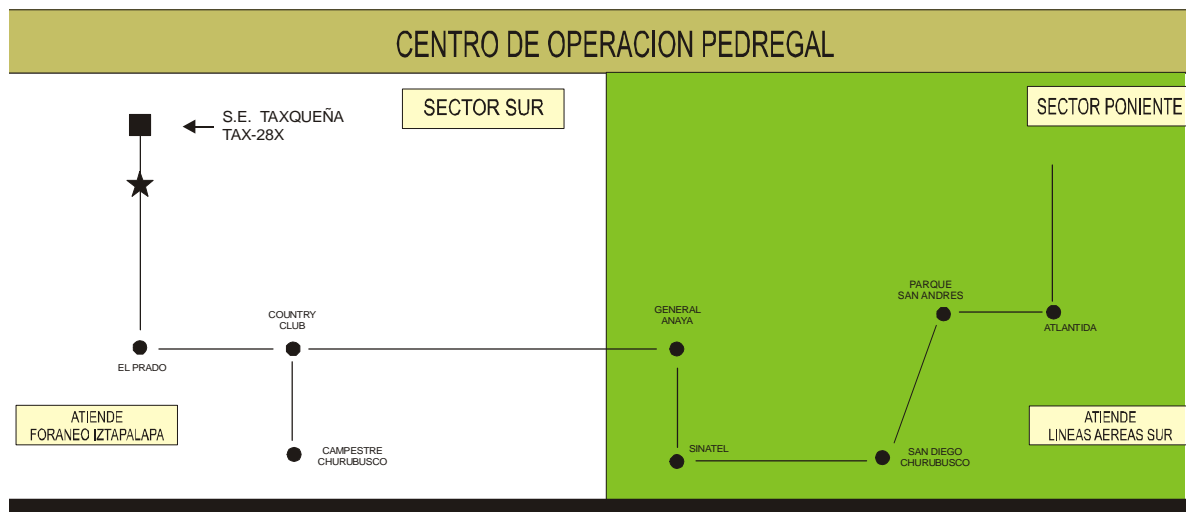 CENTRO DE OPERACION PEDREGAL
SECTOR SUR
SECTOR PONIENTE
S.E. TAXQUEÑA
TAX-28X
PARQUE
SAN ANDRES
COUNTRY
CLUB
GENERAL
ANAYA
ATLANTIDA
EL PRADO
ATIENDE
FORANEO IZTAPALAPA
ATIENDE
LINEAS AEREAS SUR
CAMPESTRE
CHURUBUSCO
SINATEL
SAN DIEGO
CHURUBUSCO